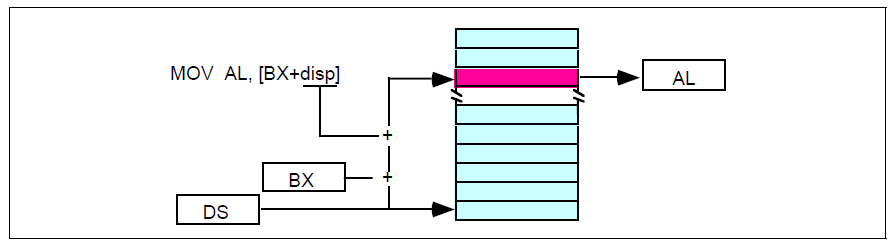 MOV AL, [BX+disp]
AL
+
BX
+
DS